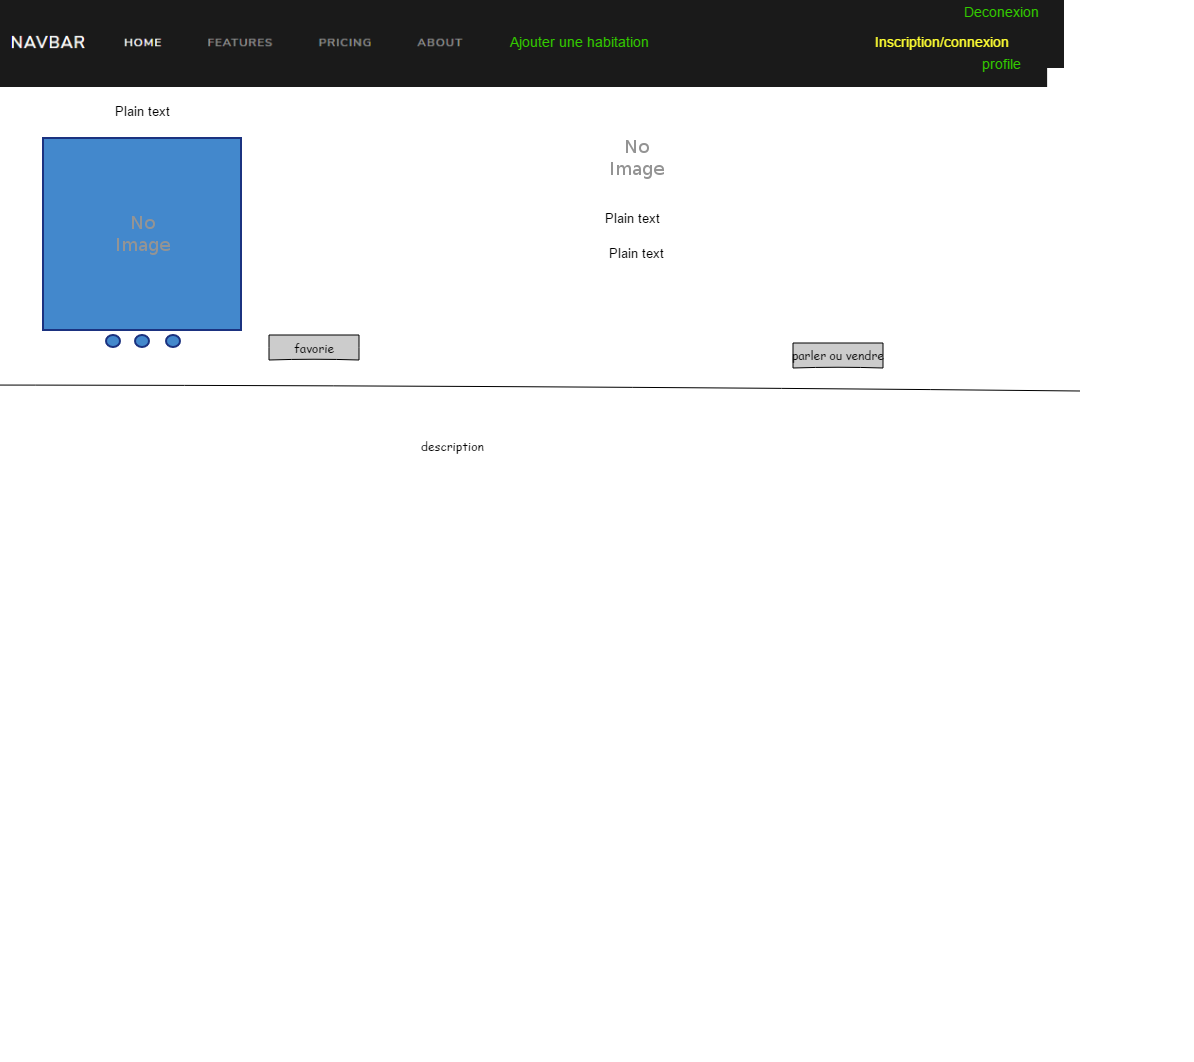 Deconexion
NAVBAR HOME FEATURES PRICING ABOUT Ajouter une habitation Inscription/connexion
profile
Plain text
No
Image
No
Image
Plain text
Plain text
favorie
parler ou vendre
description